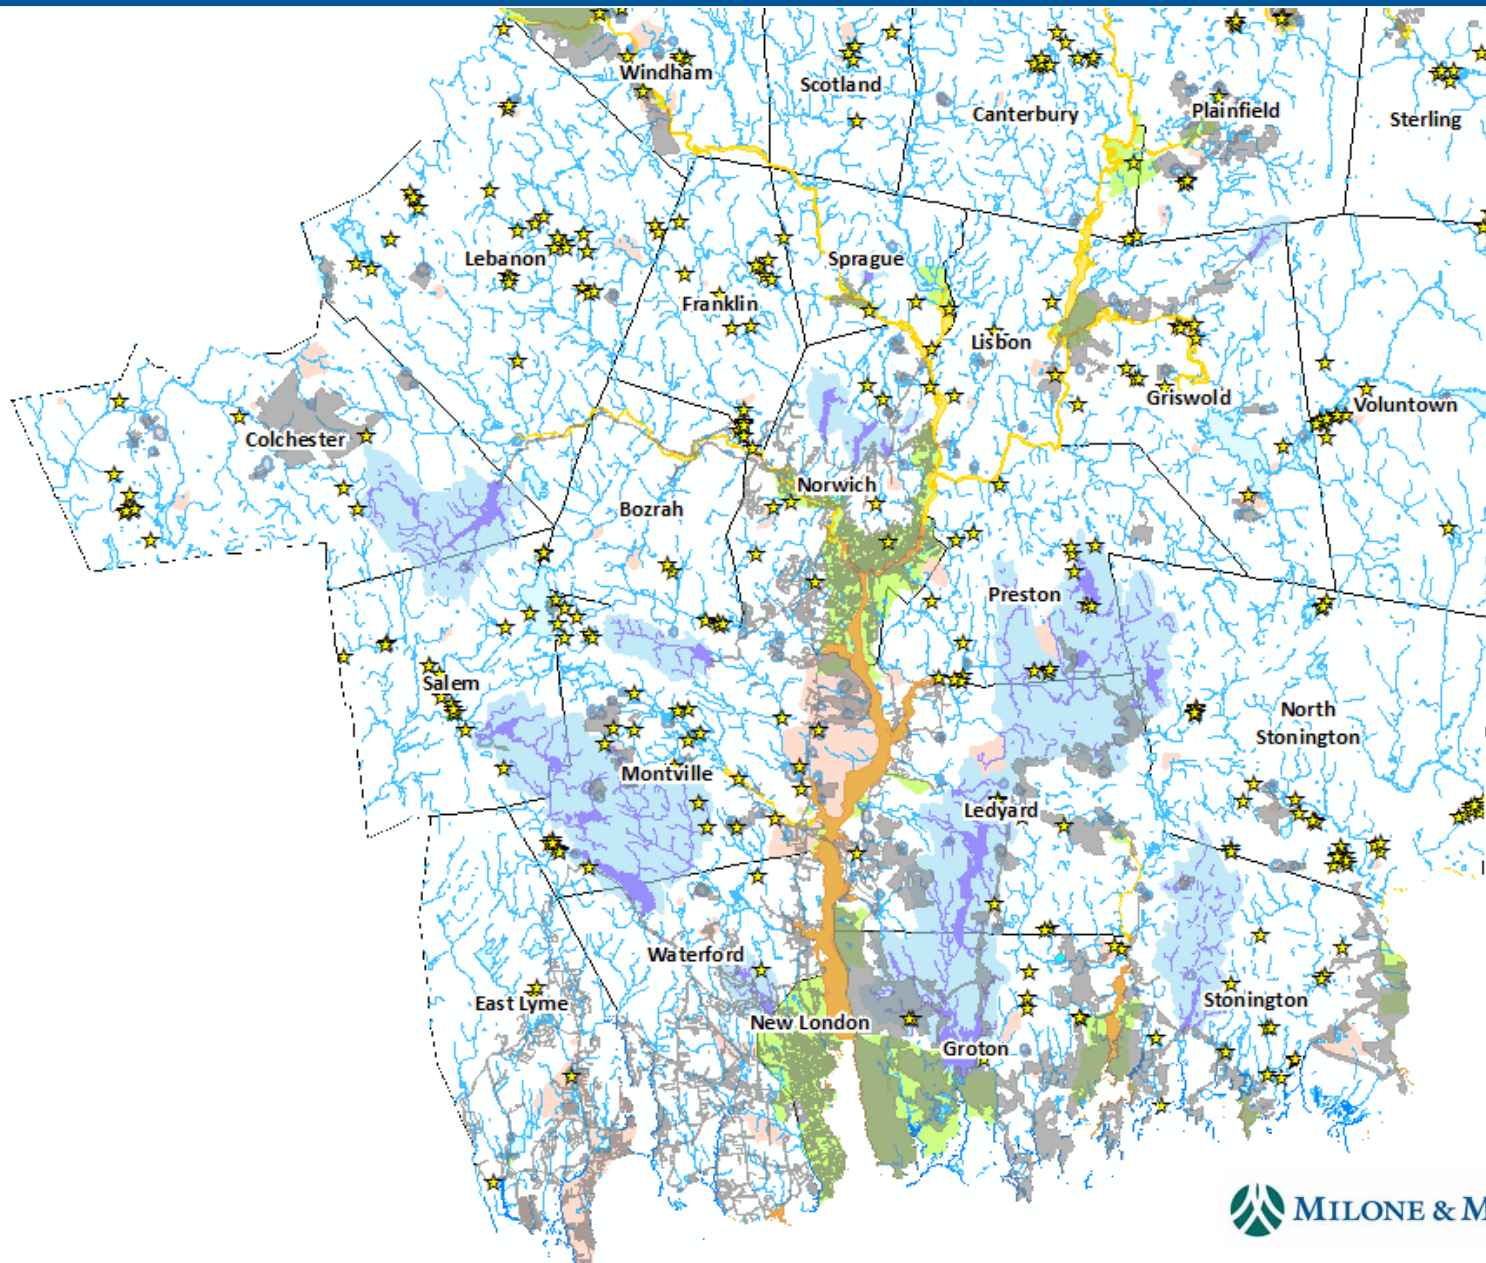 Windham
Scotland
Canterbury
Plainfield
Sterling
Lebanon
Sprague
Franklin
Lisbon
Griswold
Voluntown
Colchester
Norwich
Bozrah
Preston
Salem
North
Stonington
Montville
Ledyard
Waterford
East Lyme
Stonington
New London
Groton
MILONE & M